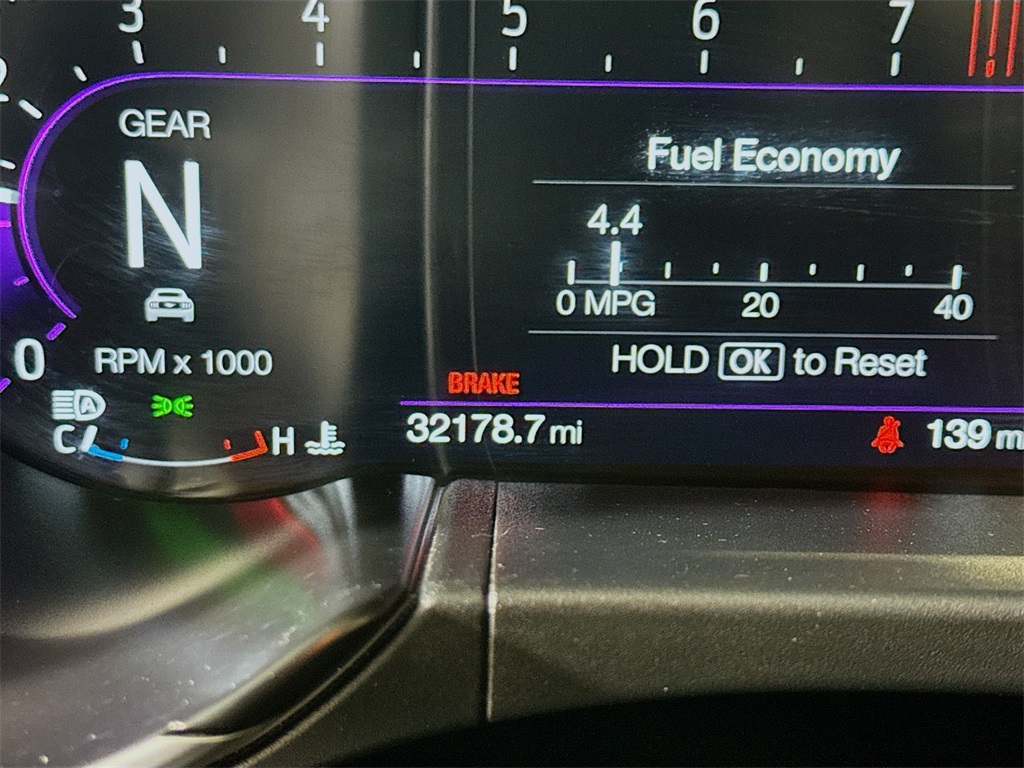 3 4 5 6 7
GEAR
N
Fuel Economy
4.4
0 MPG 20 40
0
RPM x 1000
HOLD OK to Reset
BRAKE
A
C H
32178.7 mi
139 m